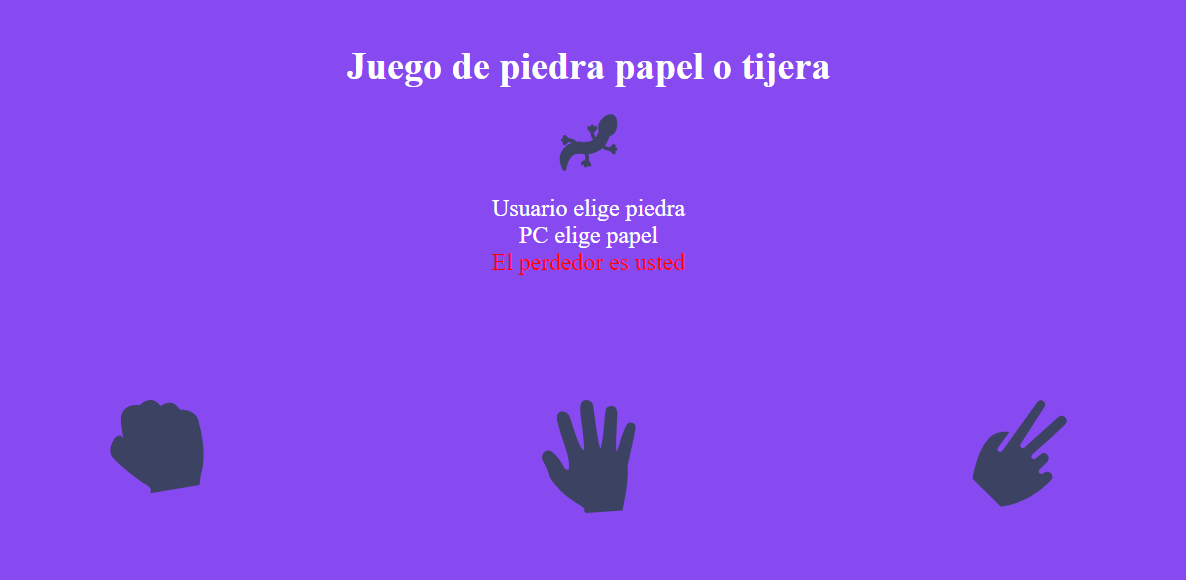 Juego de piedra papel o tijera
Usuario elige piedra
PC elige papel
El perdedor es usted